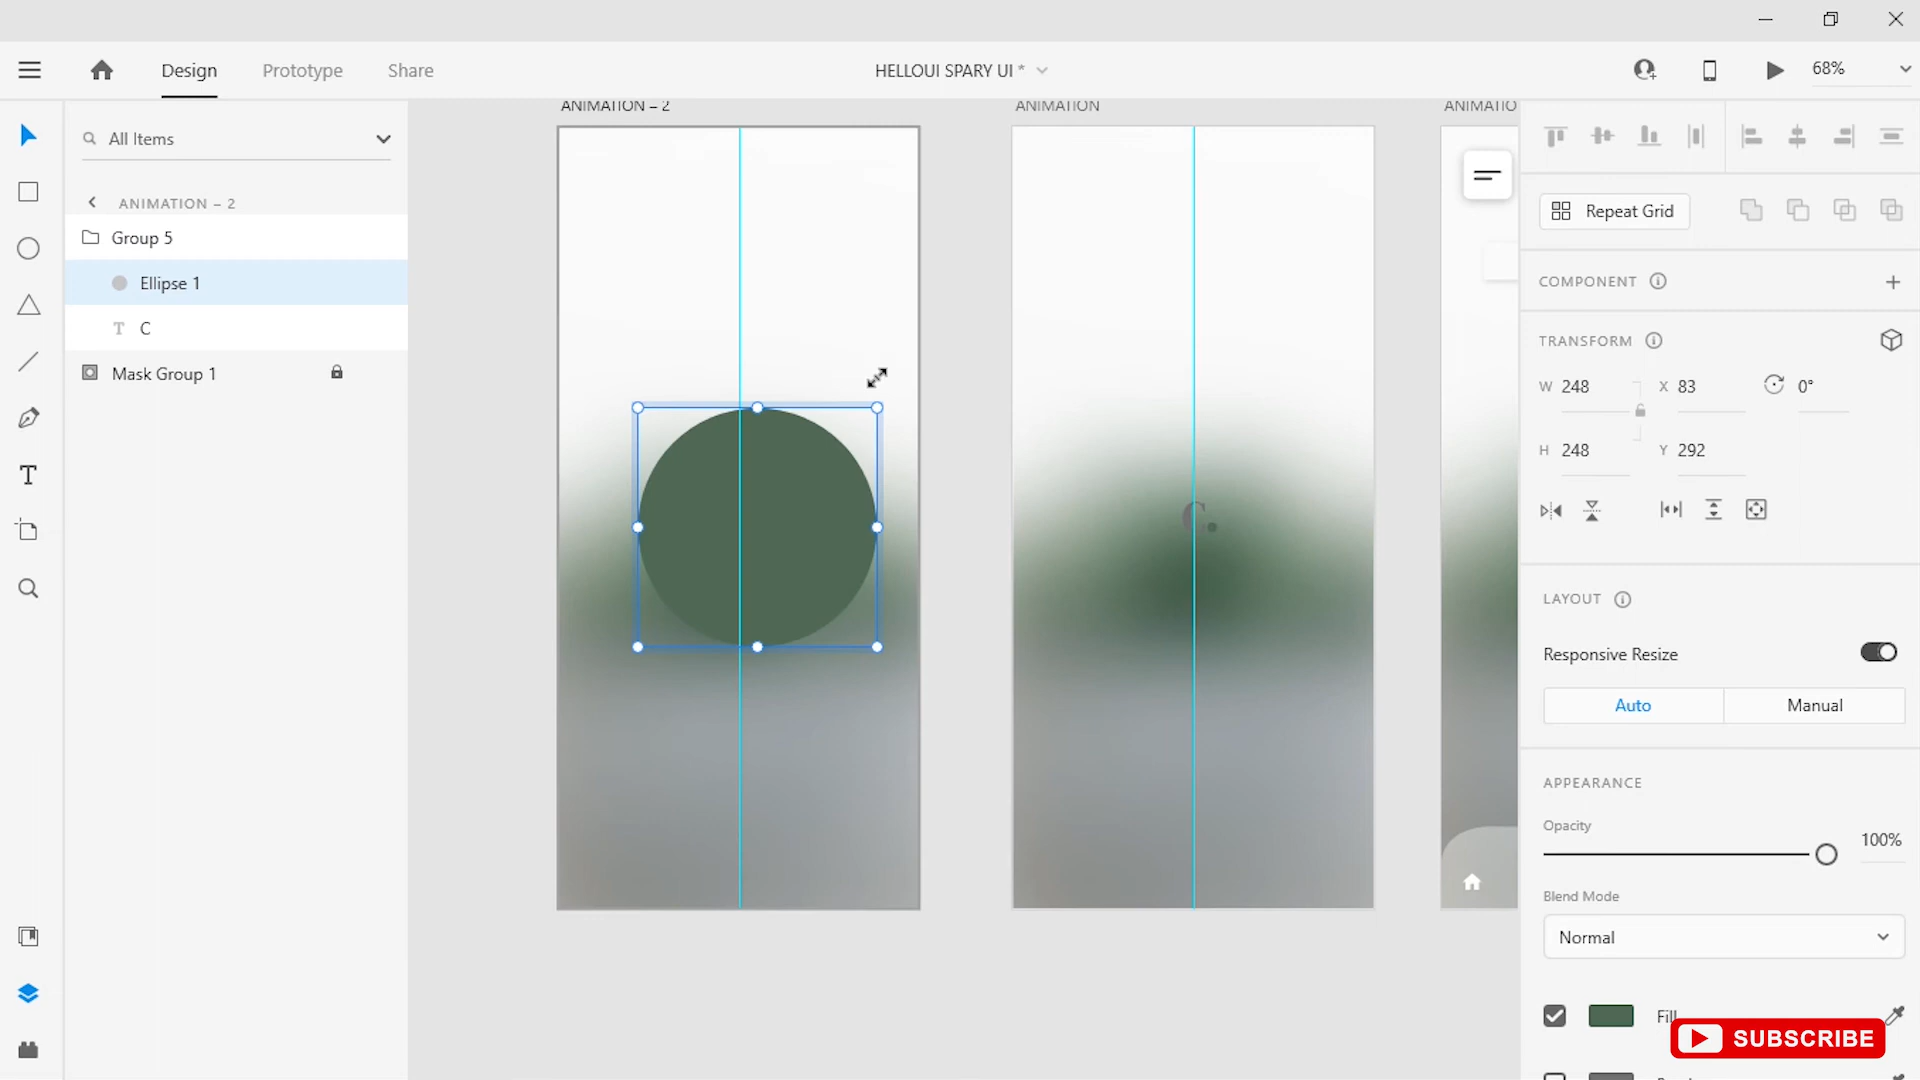 Design
Prototype
Share
HELLOUI SPARY UI *
68%
All Items
ANIMATION – 2
Group 5
Ellipse 1
T C
Mask Group 1
ANIMATION – 2
ANIMATION
ANIMATIO
C.
Repeat Grid
COMPONENT
TRANSFORM
W 248
X 83
0°
H 248
Y 292
LAYOUT
Responsive Resize
Auto
Manual
APPEARANCE
Opacity
100%
Blend Mode
Normal
Fill
SUBSCRIBE